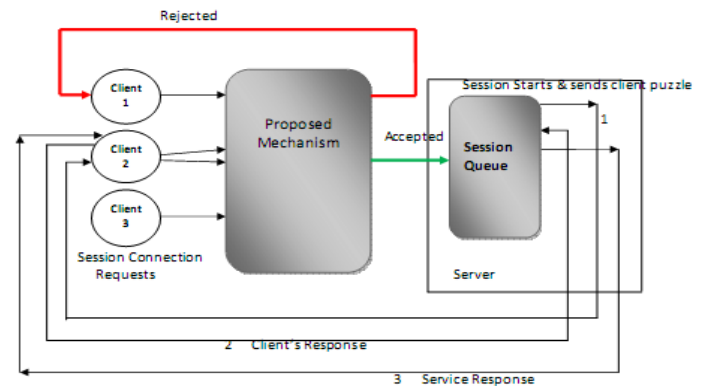 Rejected
Session Starts & sends client puzzle
Client
1
Proposed
Mechanism
1
Accepted
Client
2
Session
Queue
Client
3
Session Connection
Requests
Server
2 Client's Response
3 Service Response